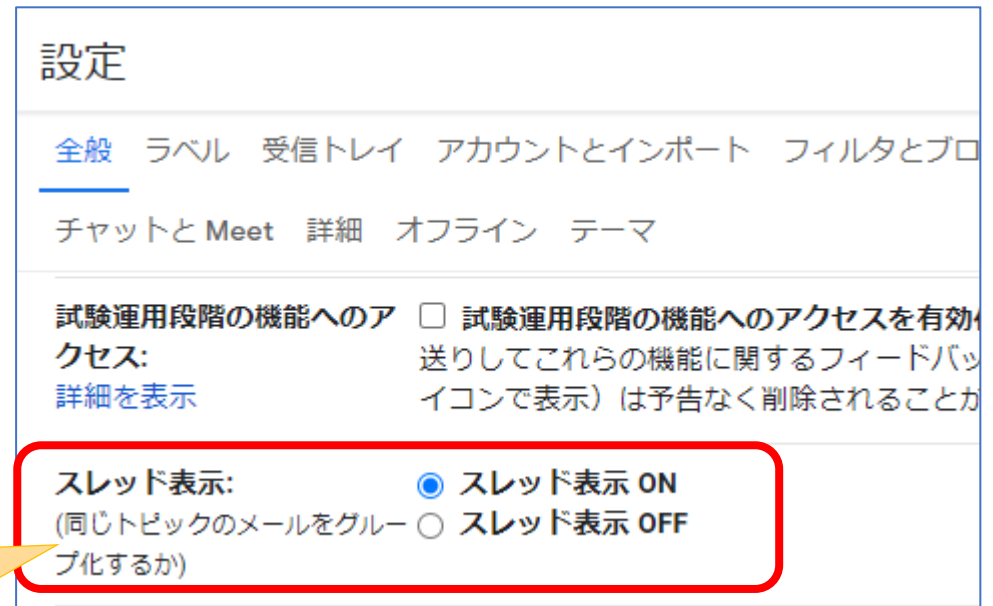 設定
全般 ラベル 受信トレイ アカウントとインポート フィルタとブロ
チャットと Meet 詳細 オフライン テーマ
試験運用段階の機能へのア
クセス:
詳細を表示
試験運用段階の機能へのアクセスを有効
送りしてこれらの機能に関するフィードバッ
イコンで表示）は予告なく削除されることか
スレッド表示:
(同じトピックのメールをグルー
プ化するか)
スレッド表示 ON
スレッド表示 OFF